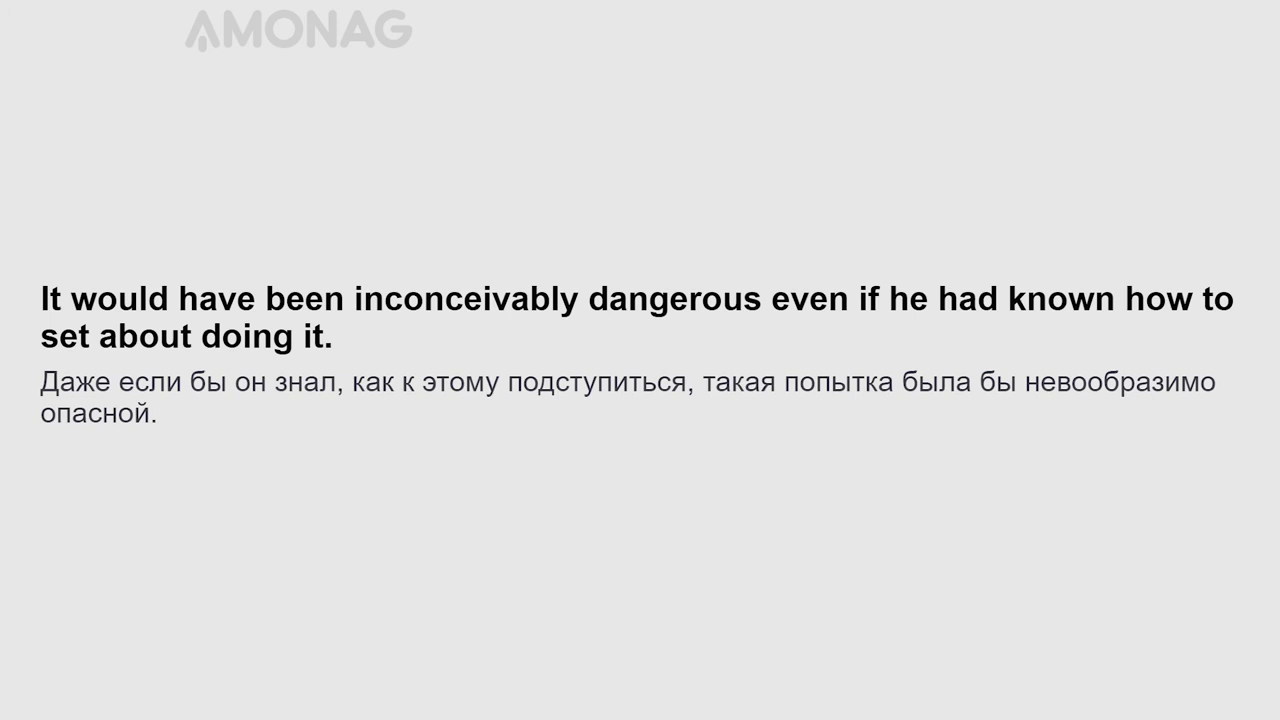 AMONAG
It would have been inconceivably dangerous even if he had known how to
set about doing it.
Даже если бы он знал, как к этому подступиться, такая попытка была бы невообразимо
опасной.